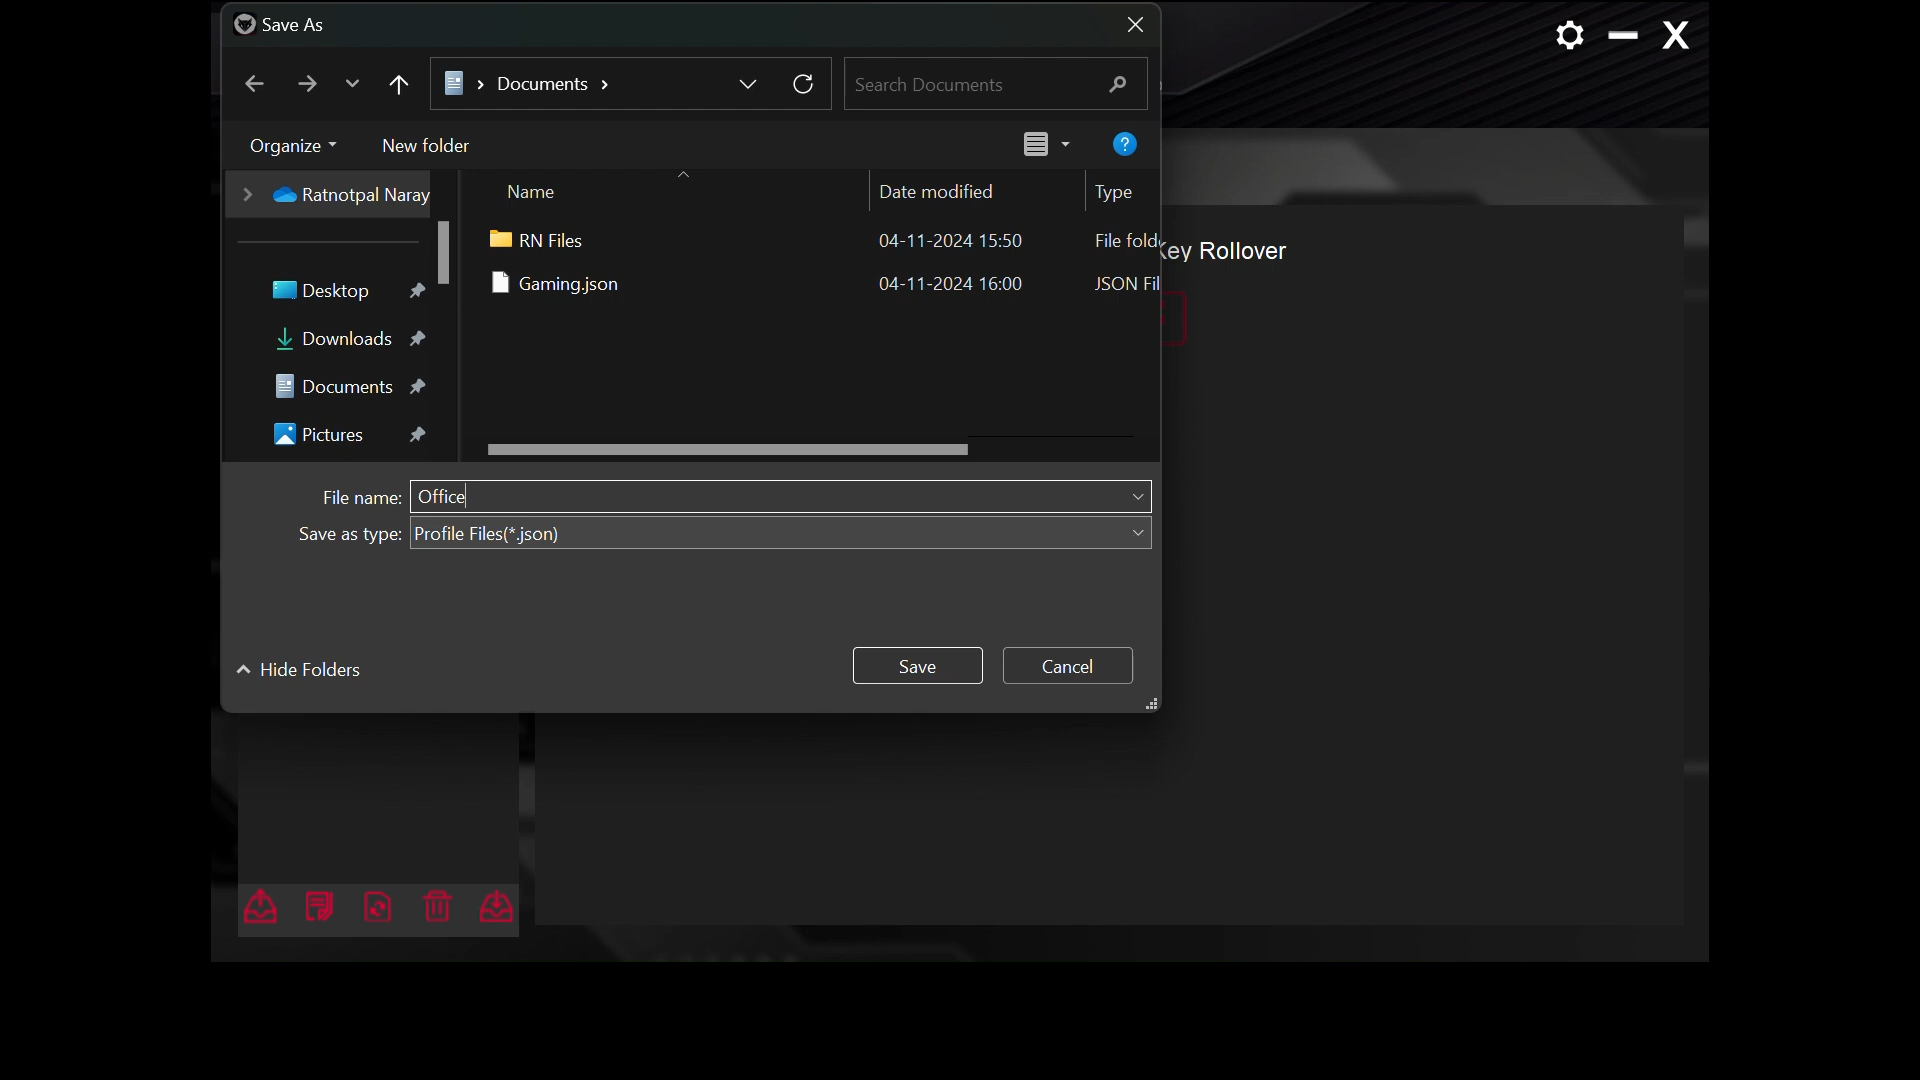 Save As
X
Documents
Search Documents
Organize
New folder
?
Ratnotpal Naray
Name
Date modified
Type
RN Files
04-11-2024 15:50
File fold
Gaming.json
04-11-2024 16:00
JSON Fil
Desktop
Downloads
Documents
Pictures
Key Rollover
File name: Office
Save as type: Profile Files(*.json)
Hide Folders
Save
Cancel